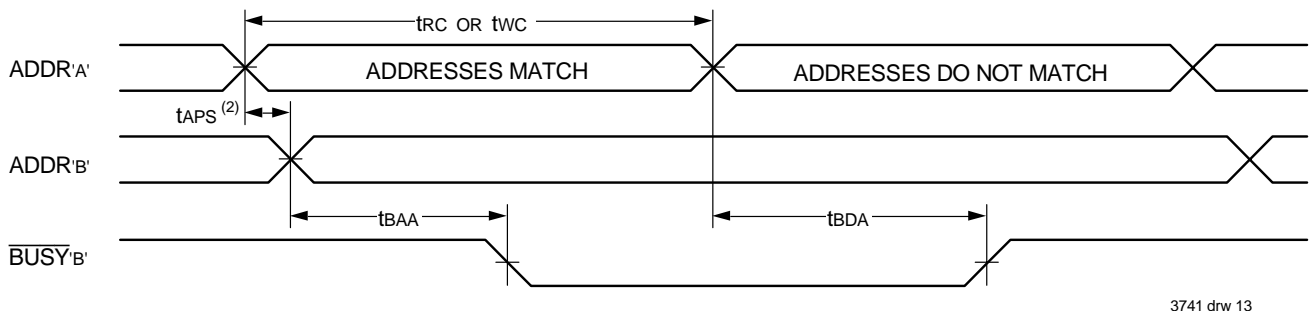 tRC OR tWC
ADDR'A'
ADDRESSES MATCH
ADDRESSES DO NOT MATCH
tAPS (2)
ADDR'B'
tBAA
tBDA
BUSY'B'
3741 drw 13